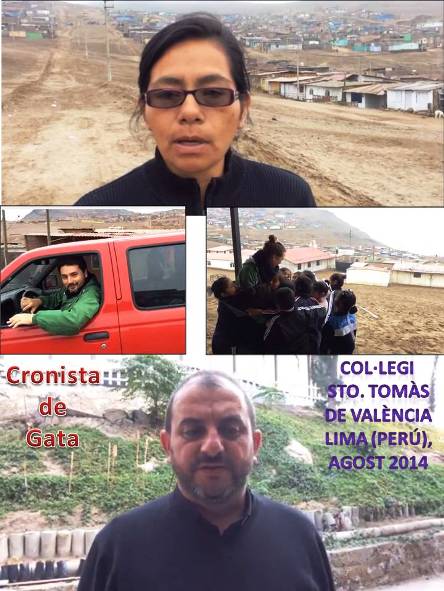 Cronista
de
Gata
COL·LEGI
STO. TOMÀS
DE VALÈNCIA
LIMA (PERÚ),
AGOST 2014